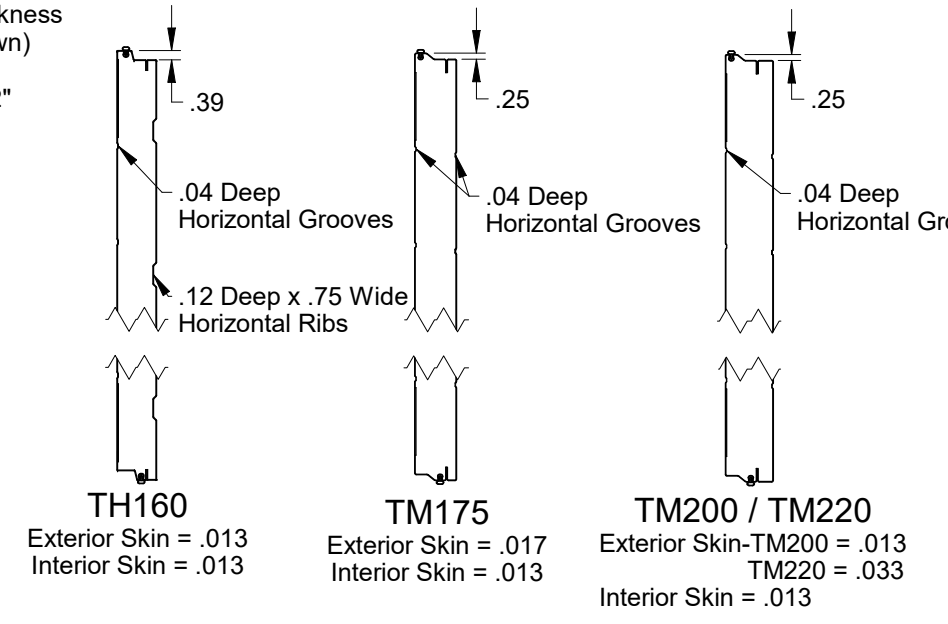 .39
.04 Deep
Horizontal Grooves
.12 Deep x .75 Wide
Horizontal Ribs
TH160
Exterior Skin = .013
Interior Skin = .013
.25
.04 Deep
Horizontal Grooves
TM175
Exterior Skin = .017
Interior Skin = .013
.25
.04 Deep
Horizontal
TM200 / TM220
Exterior Skin-TM200 = .013
TM220 = .033
Interior Skin = .013